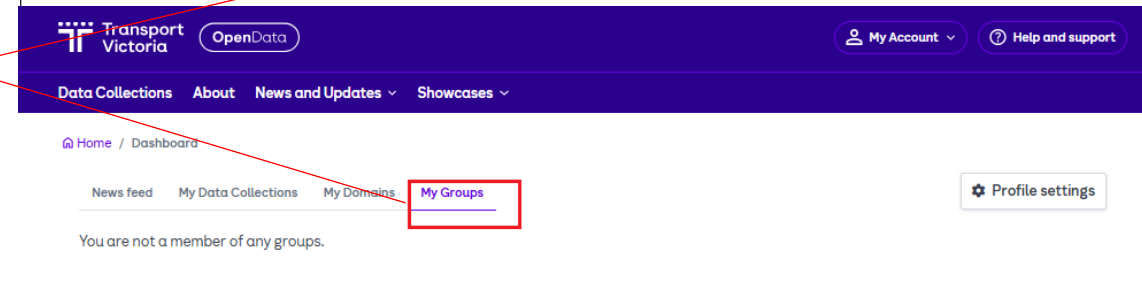 Transport
Victoria
OpenData
My Account
Help and support
Data Collections About News and Updates Showcases
Home / Dashboard
News feed My Data Collections My Domains My Groups
Profile settings
You are not a member of any groups.